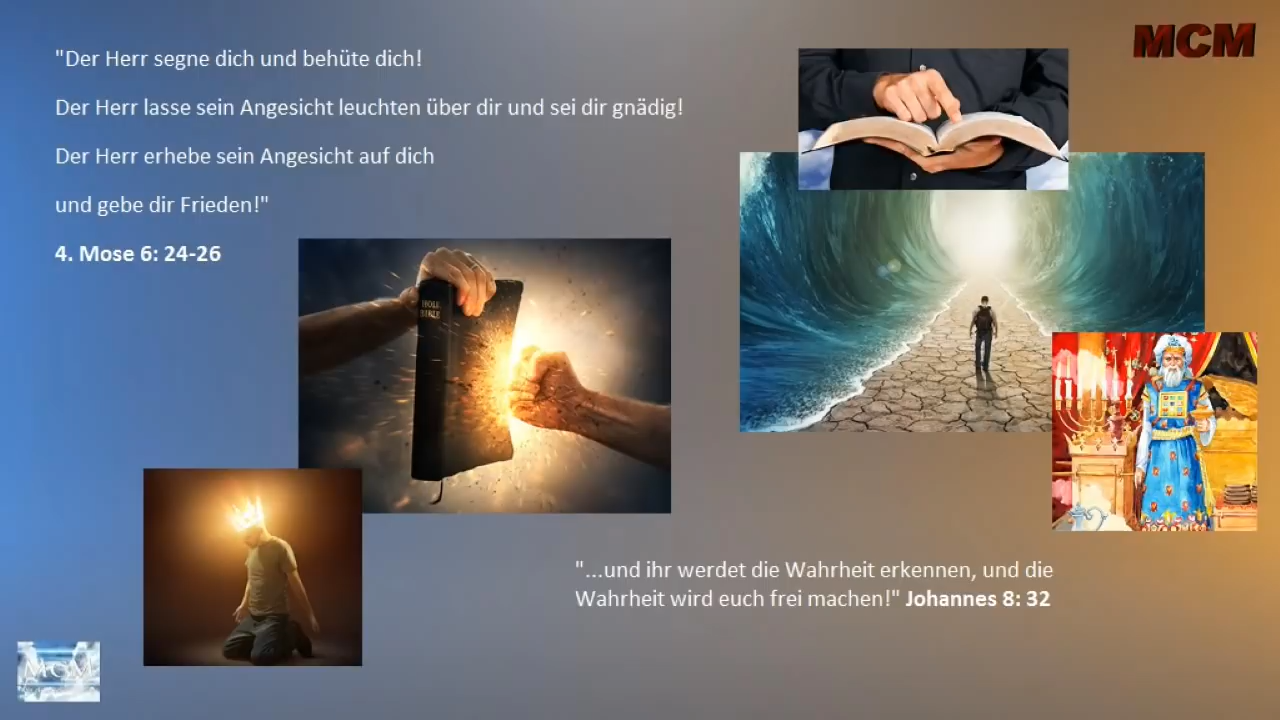 "Der Herr segne dich und behüte dich!
Der Herr lasse sein Angesicht leuchten über dir und sei dir gnädig!
Der Herr erhebe sein Angesicht auf dich
und gebe dir Frieden!"
4. Mose 6: 24-26
MCM
HOLY
BIBLE
"...und ihr werdet die Wahrheit erkennen, und die
Wahrheit wird euch frei machen!" Johannes 8: 32
MCM